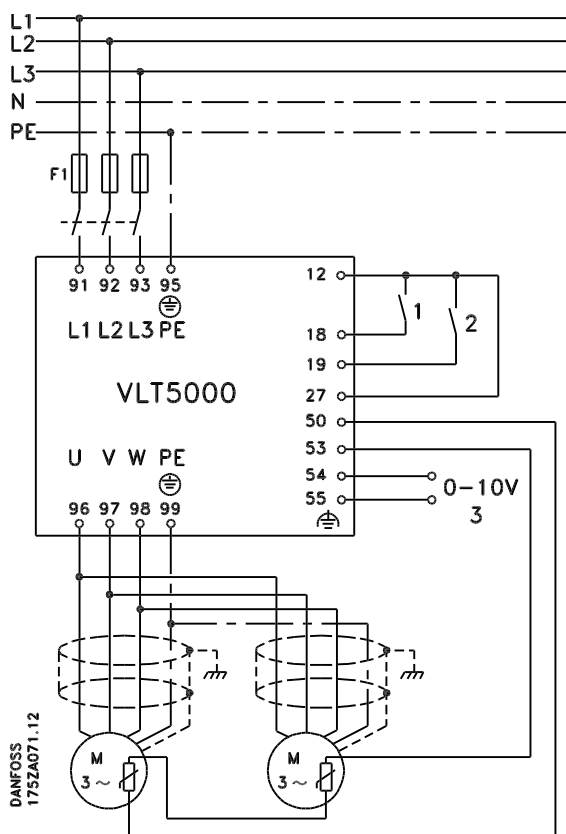 L1
L2
L3
N
PE
F1
91 92 93 95
L1 L2 L3 PE
12
1
18
2
19
VLT5000
27
50
53
U V W PE
54
0-10V
55
3
96 97 98 99
M
3 ~
M
3 ~
DANFOSS
175ZA071.12